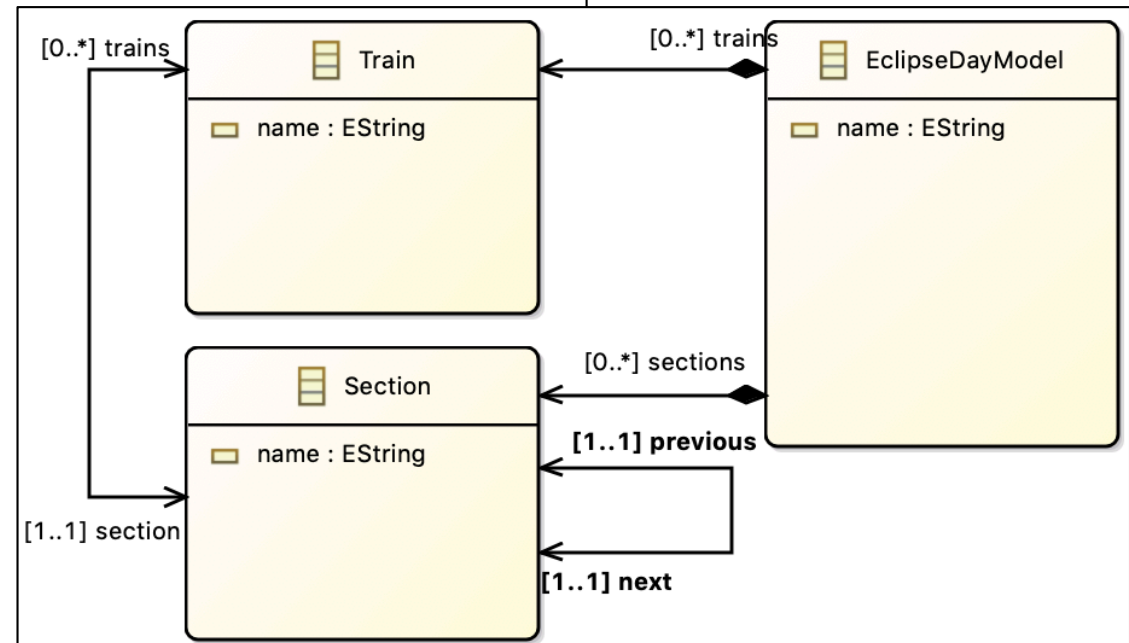 [0..*] trains
Train
name : EString
[0..*] trains
EclipseDayModel
name : EString
Section
name : EString
[0..*] sections
[1..1] previous
[1..1] section
[1..1] next